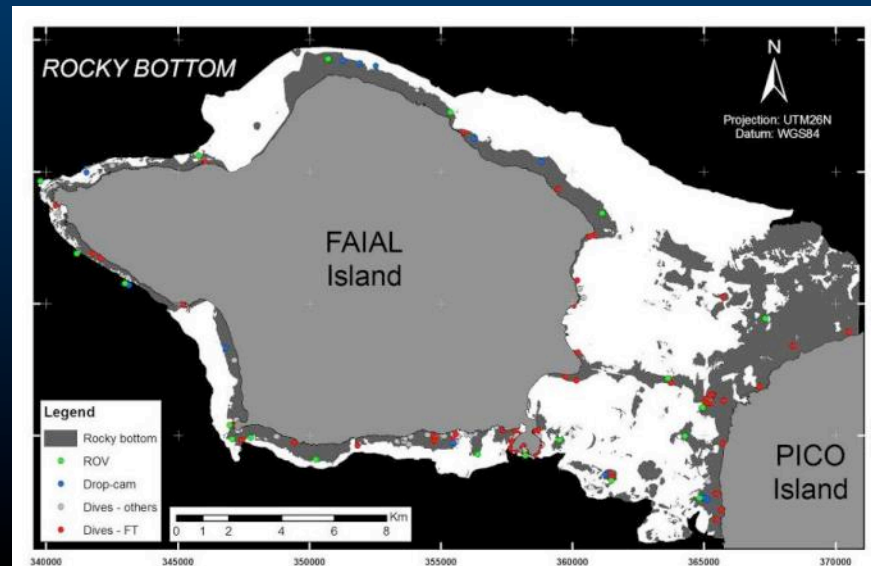 ROCKY BOTTOM
N
Projection: UTM26N
Datum: WGS84
FAIAL
Island
PICO
Island
Legend
Rocky bottom
ROV
Drop-cam
Dives - others
Dives - FT
Km
0 1 2 4 6 8
340000 345000 350000 355000 360000 365000 370000